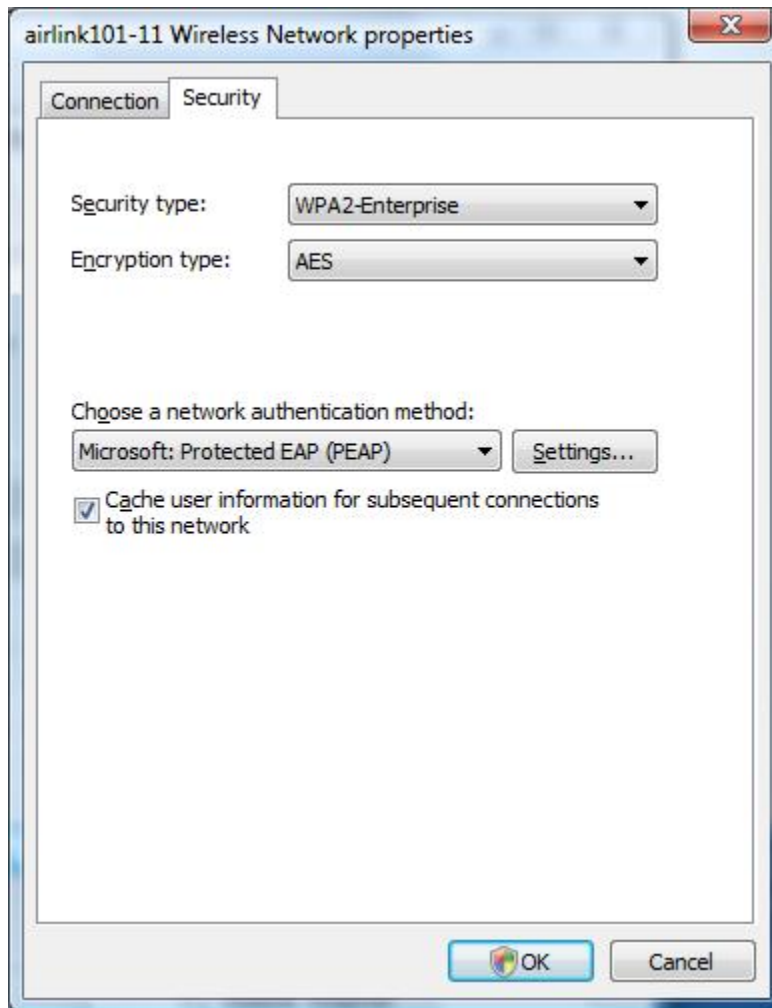 airlink101-11 Wireless Network properties
Connection
Security
Security type:
WPA2-Enterprise
Encryption type:
AES
Choose a network authentication method:
Microsoft: Protected EAP (PEAP)
Settings...
Cache user information for subsequent connections
to this network
OK
Cancel